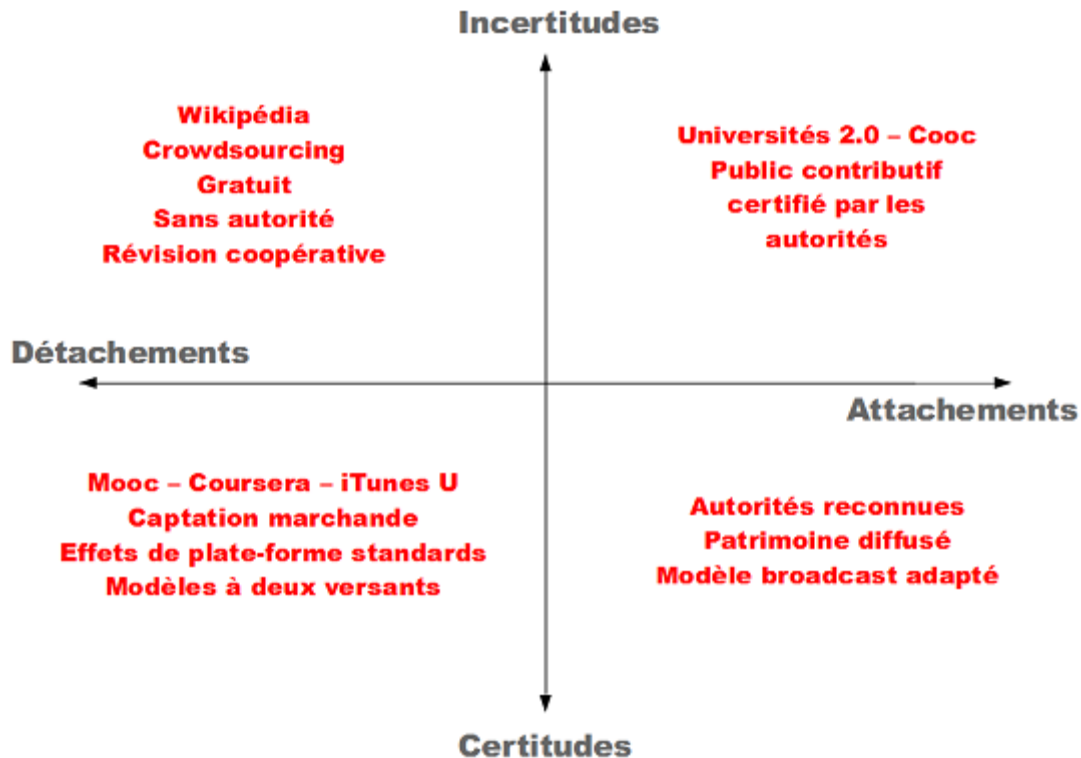 Incertitudes
Wikipédia
Crowdsourcing
Gratuit
Sans autorité
Révision coopérative
Universités 2.0 – Cooc
Public contributif
certifié par les
autorités
Détachements
Attachements
Mooc – Coursera – iTunes U
Captation marchande
Effets de plate-forme standards
Modèles à deux versants
Autorités reconnues
Patrimoine diffusé
Modèle broadcast adapté
Certitudes